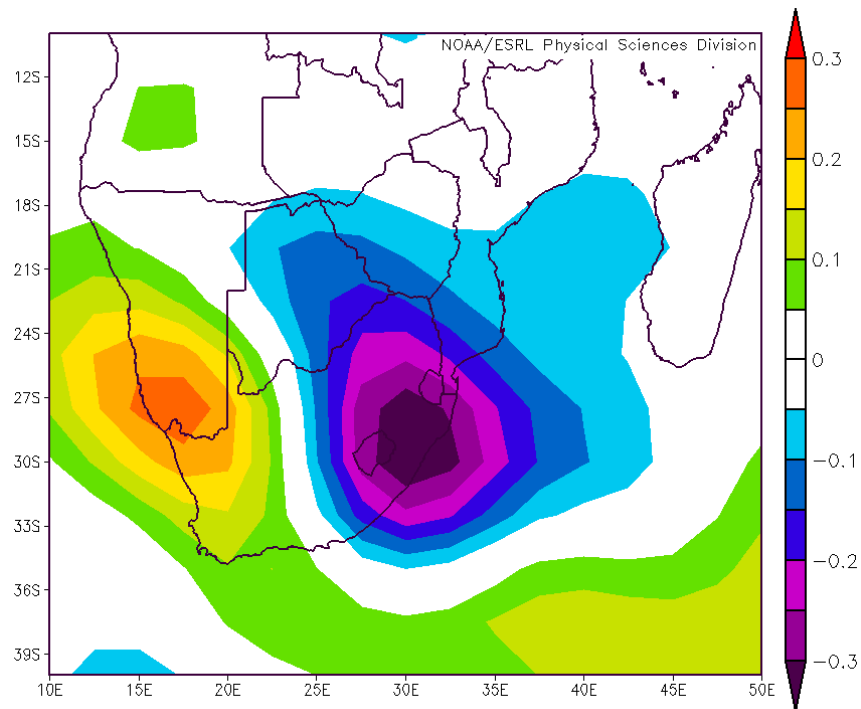 NOAA/ESRL Physical Sciences Division
12S
15S
18S
21S
24S
27S
30S
33S
36S
39S
10E 15E 20E 25E 30E 35E 40E 45E 50E
0.3
0.2
0.1
0
-0.1
-0.2
-0.3